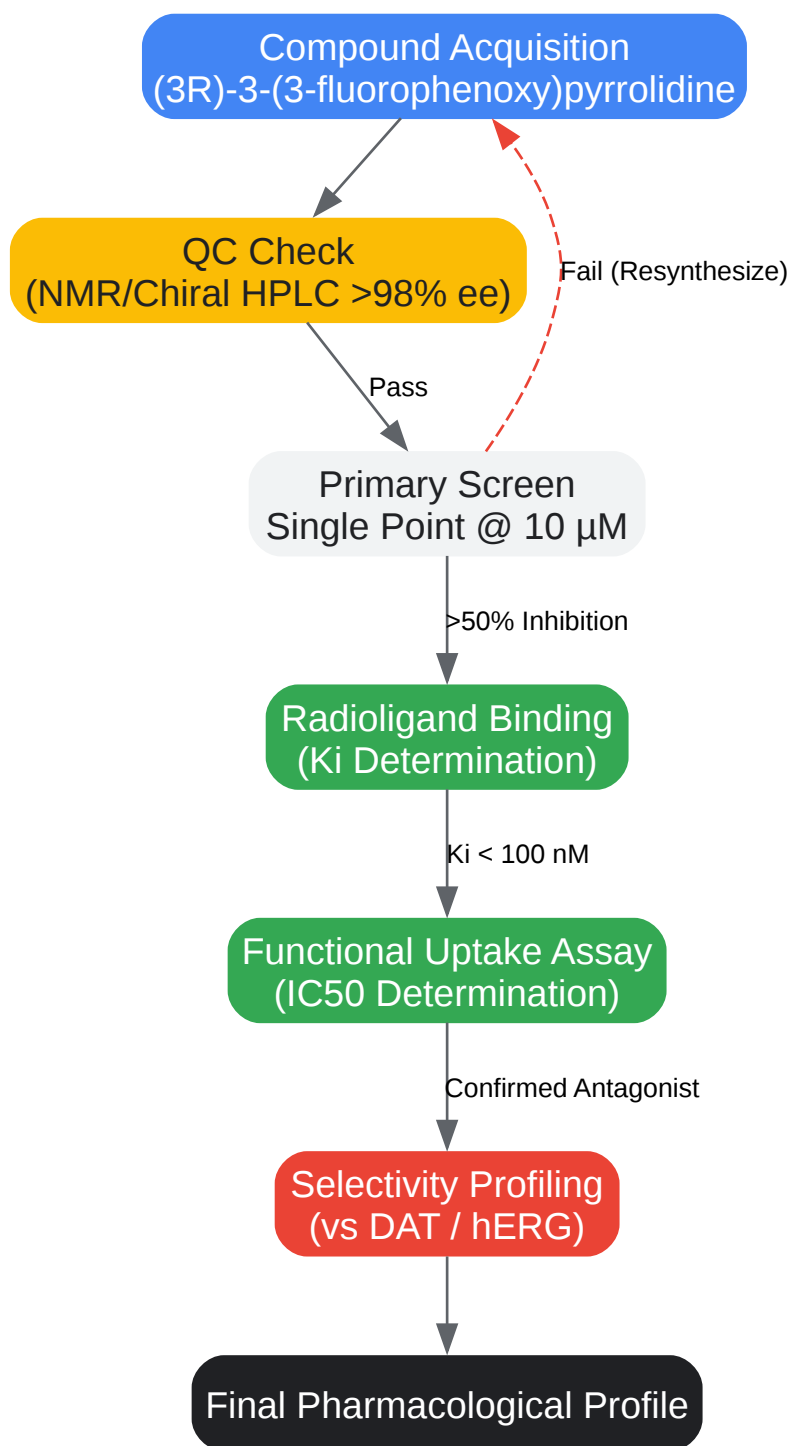 Compound Acquisition
(3R)-3-(3-fluorophenoxy)pyrrolidine
QC Check
(NMR/Chiral HPLC >98% ee)
Fail (Resynthesize)
Pass
Primary Screen
Single Point @ 10 µM
>50% Inhibition
Radioligand Binding
(Ki Determination)
Ki < 100 nM
Functional Uptake Assay
(IC50 Determination)
Confirmed Antagonist
Selectivity Profiling
(vs DAT / hERG)
Final Pharmacological Profile